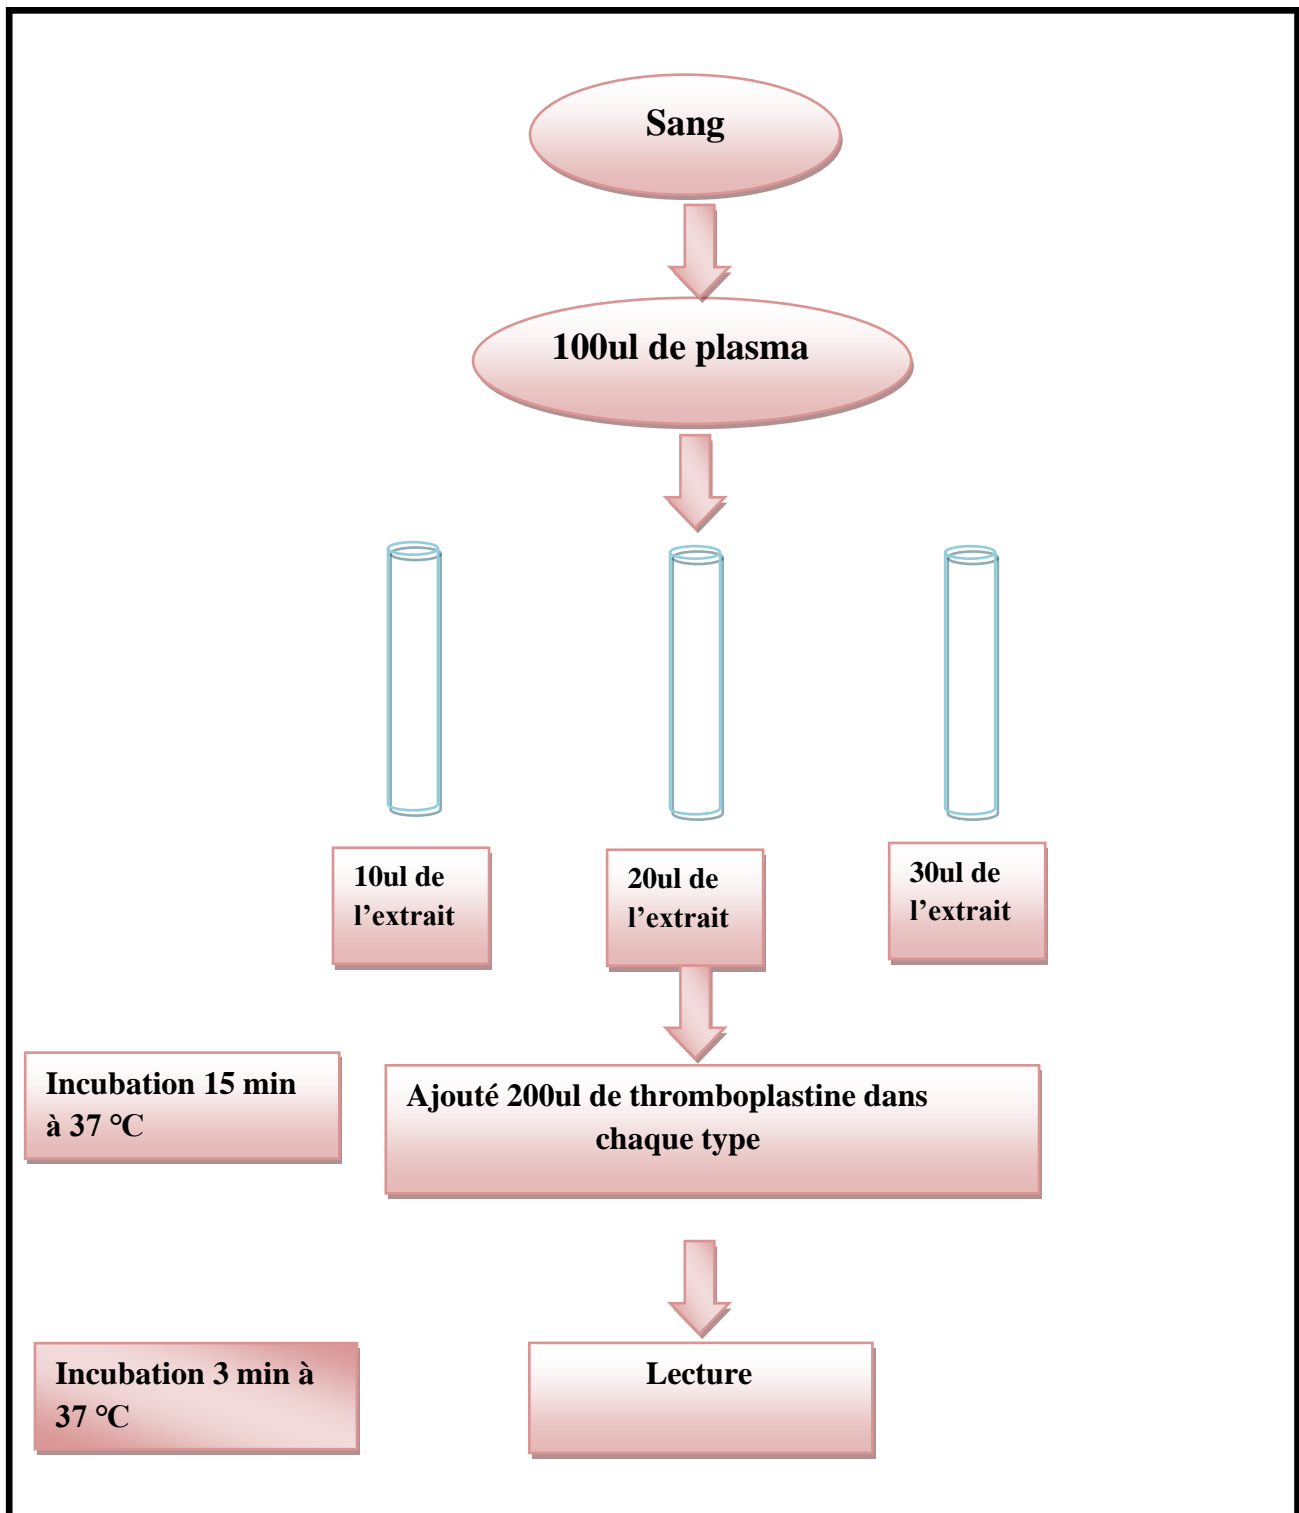 Sang
100ul de plasma
10ul de
l’extrait
20ul de
l’extrait
30ul de
l’extrait
Incubation 15 min
à 37 °C
Ajouté 200ul de thromboplastine dans
chaque type
Incubation 3 min à
37 °C
Lecture